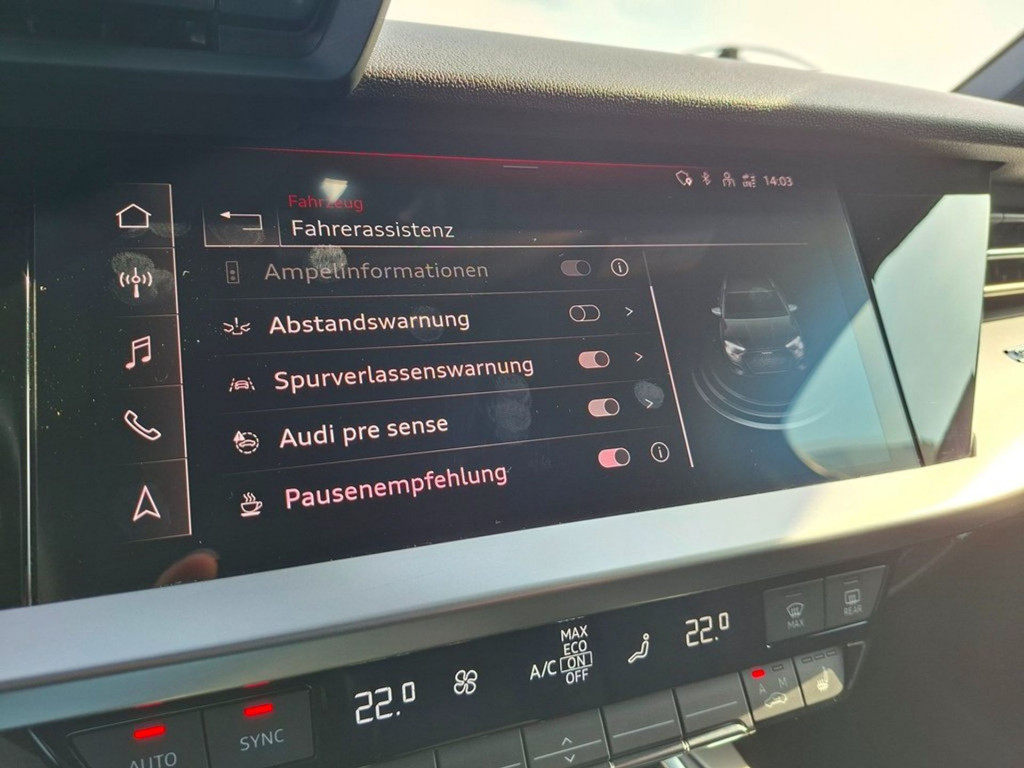 14:03
Fahrzeug
Fahrerassistenz
Ampelinformationen
Abstandswarnung
Spurverlassenswarnung
Audi pre sense
Pausenempfehlung
MAX
ECO
A/C ON
OFF
22.0
22.0
MAX
REAR
AUTO
SYNC
A M